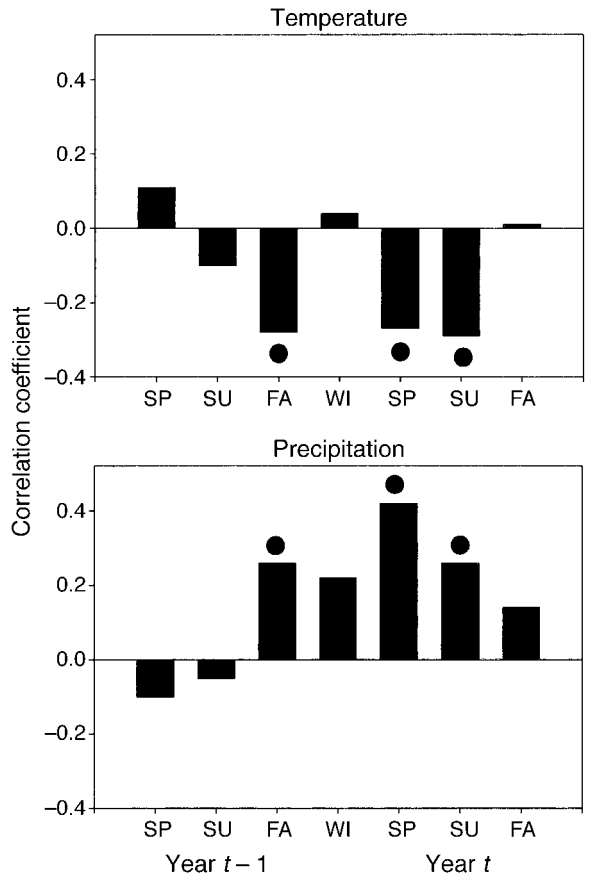 Temperature
0.4
0.2
0.0
–0.2
–0.4
SP SU FA WI SP SU FA
Correlation coefficient
Precipitation
0.4
0.2
0.0
–0.2
–0.4
SP SU FA WI SP SU FA
Year t – 1 Year t